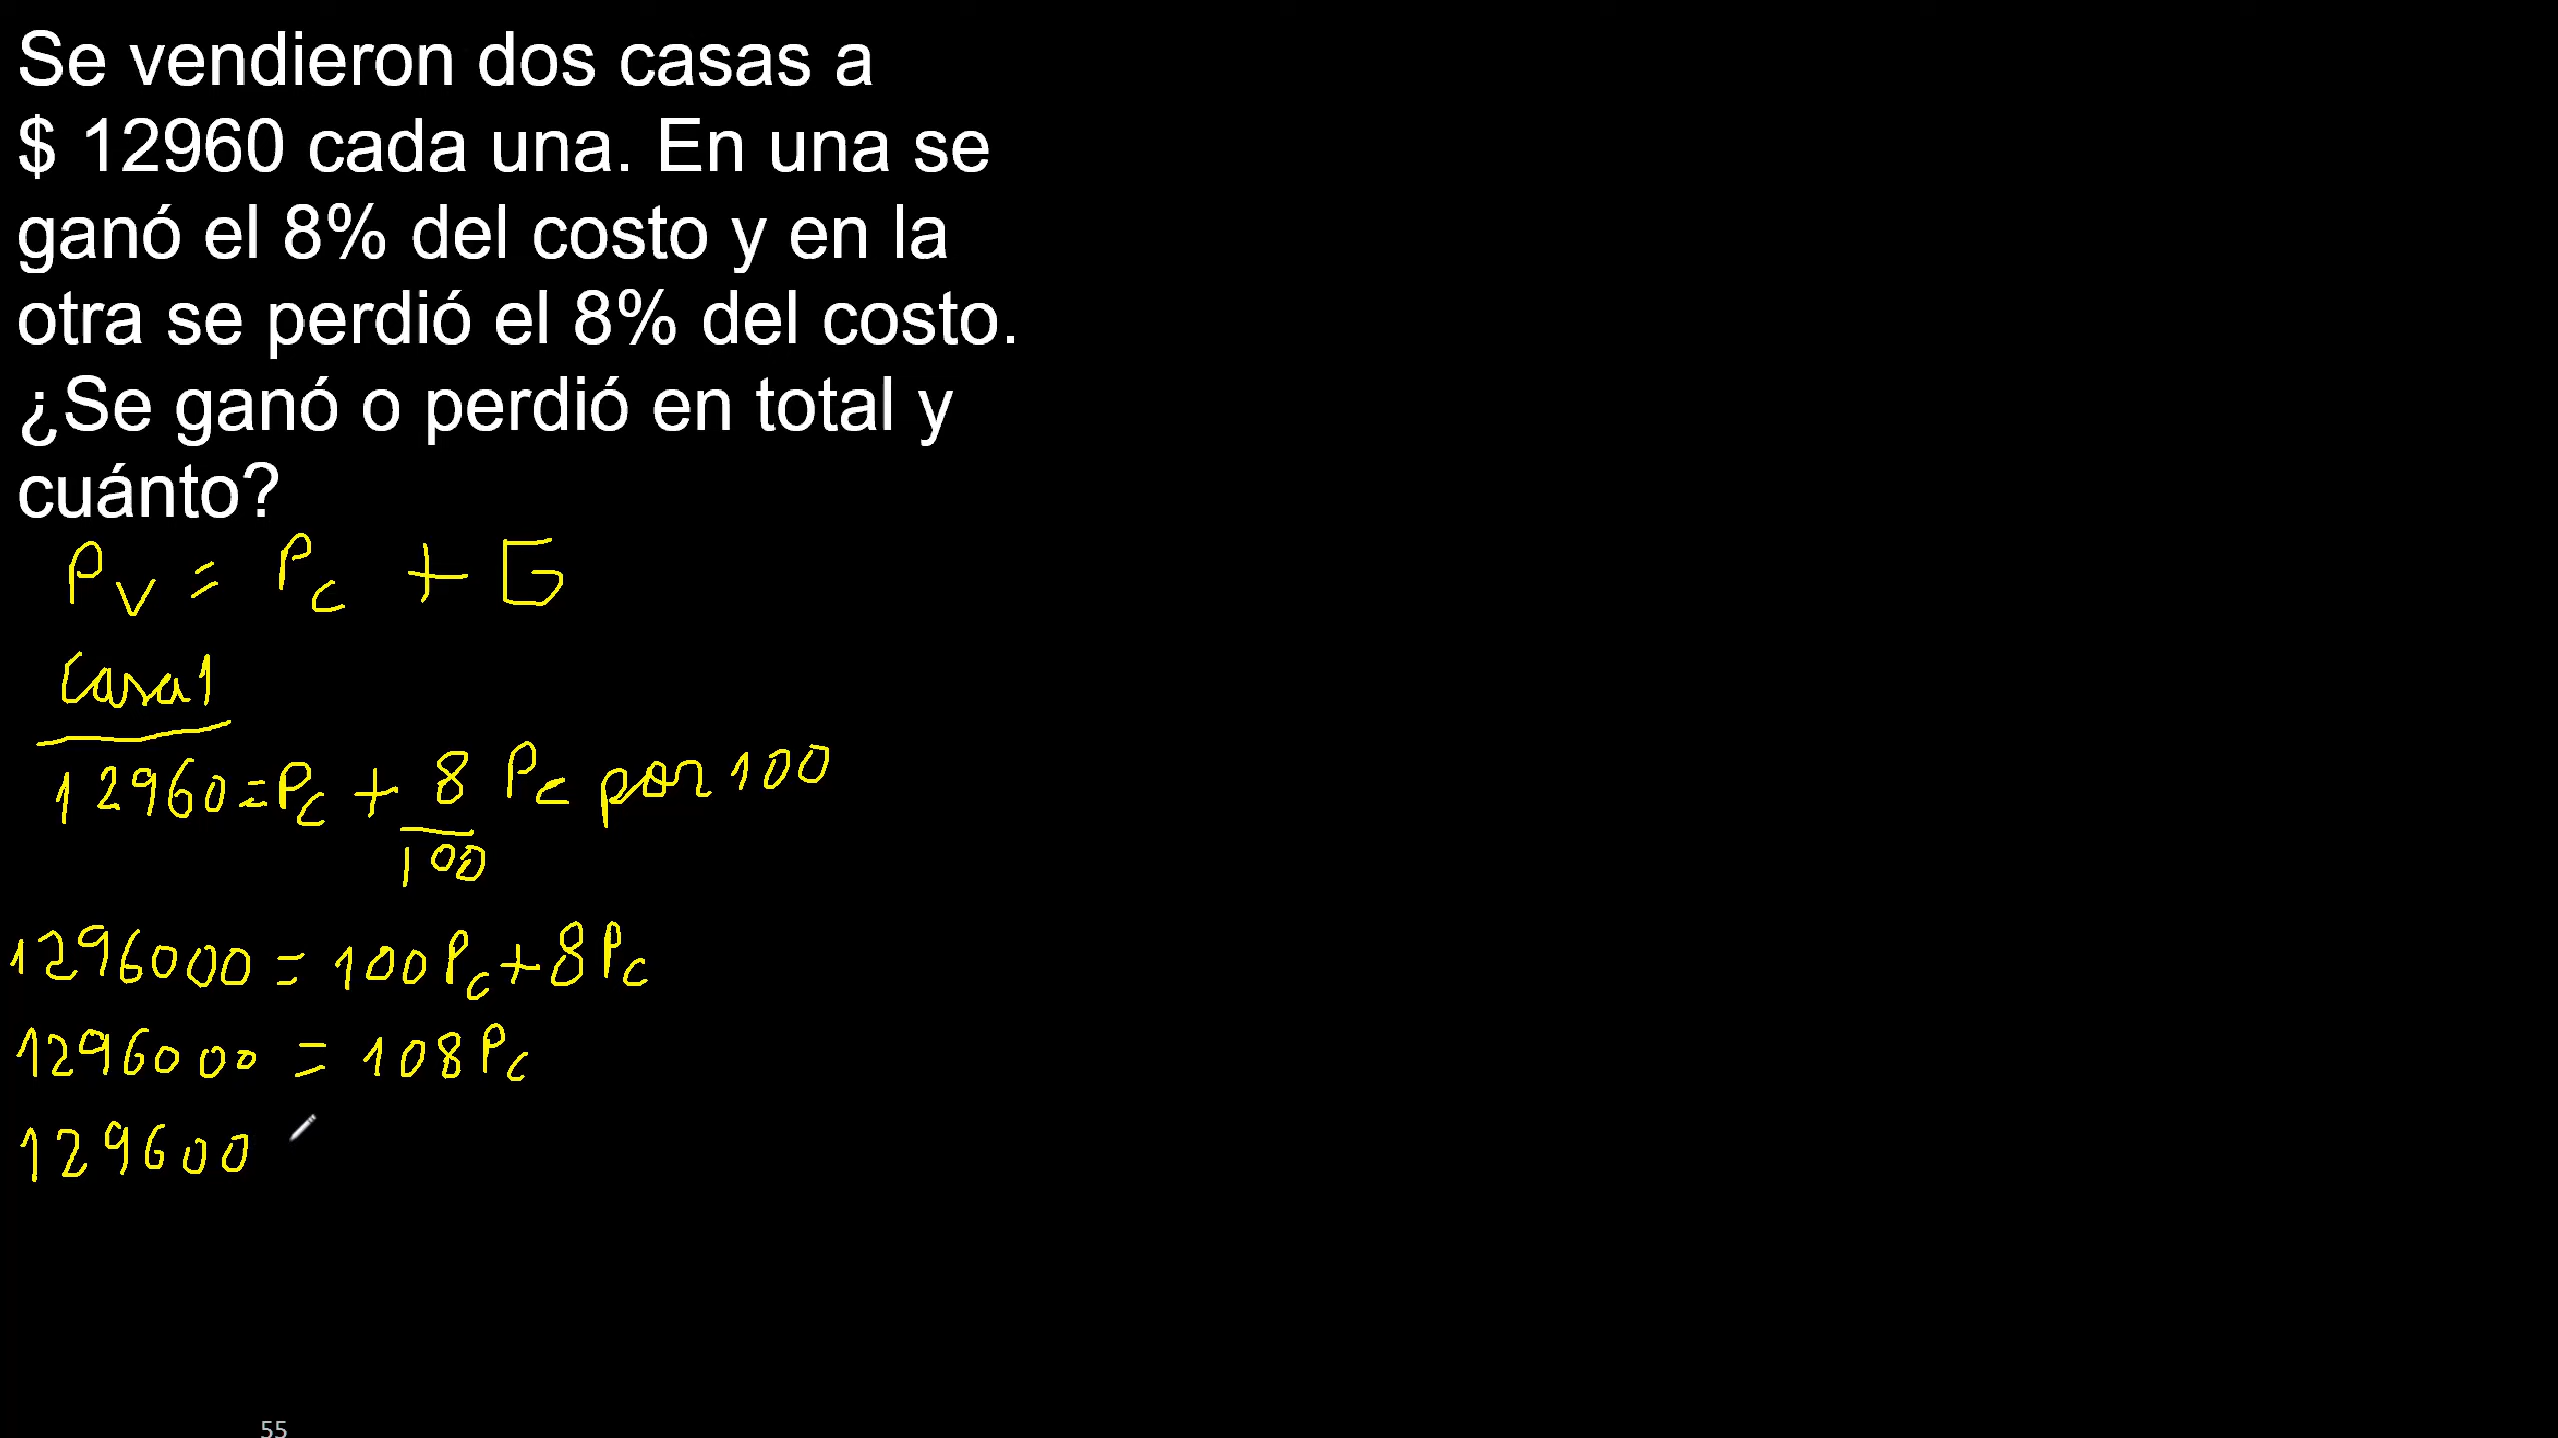 Se vendieron dos casas a
$ 12960 cada una. En una se
ganó el 8% del costo y en la
otra se perdió el 8% del costo.
¿Se ganó o perdió en total y
cuánto?
Pv = Pc + G
Casa1
12960=Pc + 8/100 Pc por 100
1296000 = 100Pc+8Pc
1296000 = 108Pc
129600
55